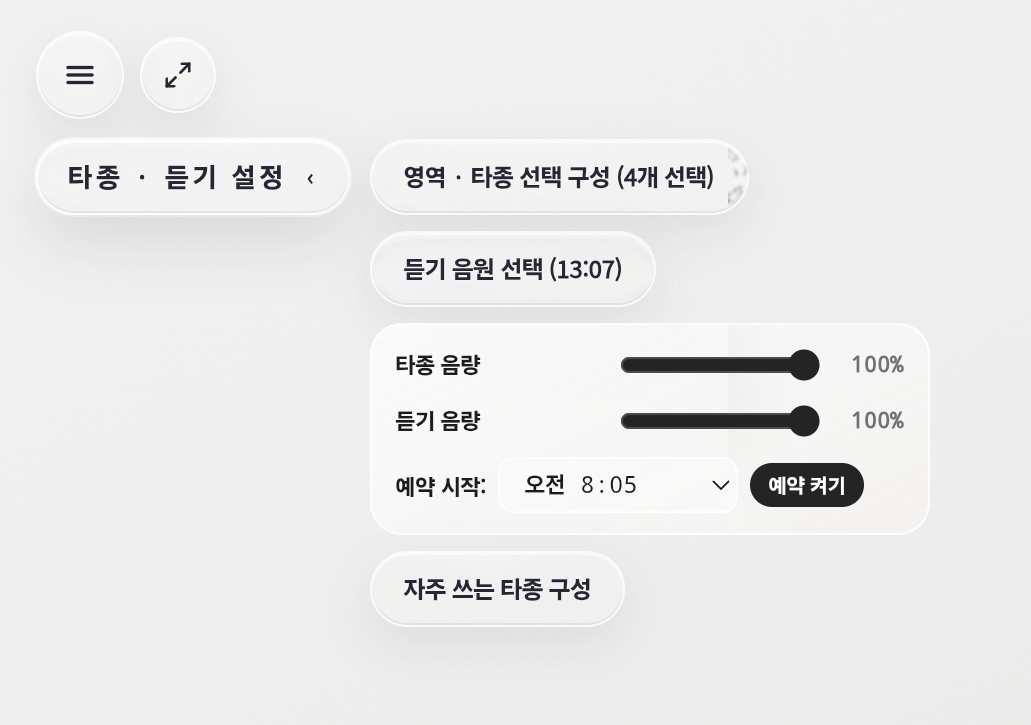 타종 · 듣기 설정 ‹
영역 · 타종 선택 구성 (4개 선택)
듣기 음원 선택 (13:07)
타종 음량 100%
듣기 음량 100%
예약 시작: 오전 8:05 예약 켜기
자주 쓰는 타종 구성